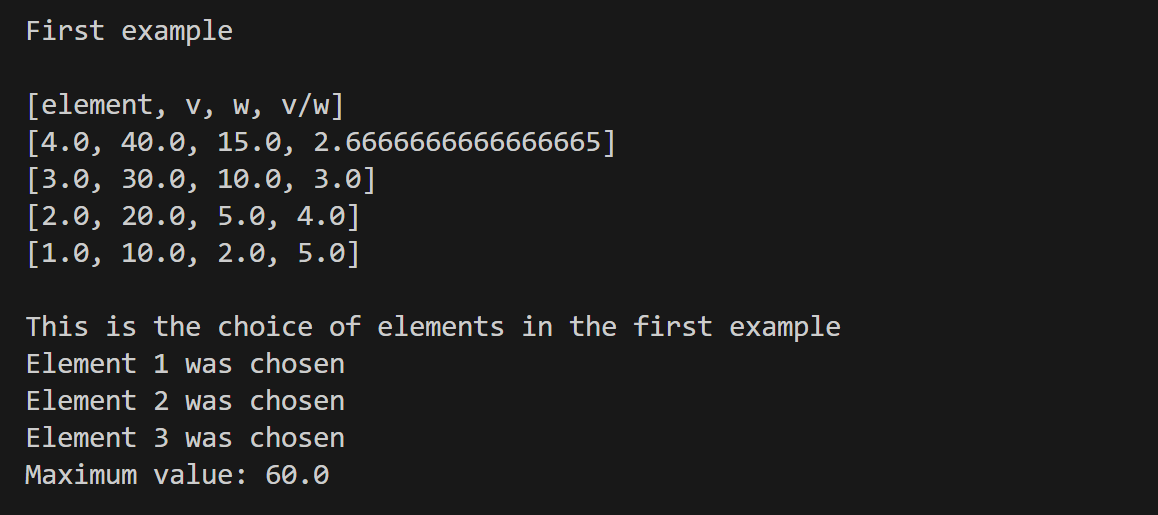 First example
[element, v, w, v/w]
[4.0, 40.0, 15.0, 2.6666666666666665]
[3.0, 30.0, 10.0, 3.0]
[2.0, 20.0, 5.0, 4.0]
[1.0, 10.0, 2.0, 5.0]
This is the choice of elements in the first example
Element 1 was chosen
Element 2 was chosen
Element 3 was chosen
Maximum value: 60.0